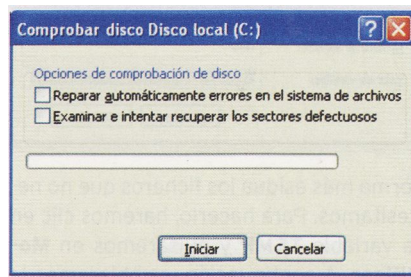 Comprobar disco Disco local (C:)
Opciones de comprobación de disco
Reparar automáticamente errores en el sistema de archivos
Examinar e intentar recuperar los sectores defectuosos
Iniciar
Cancelar